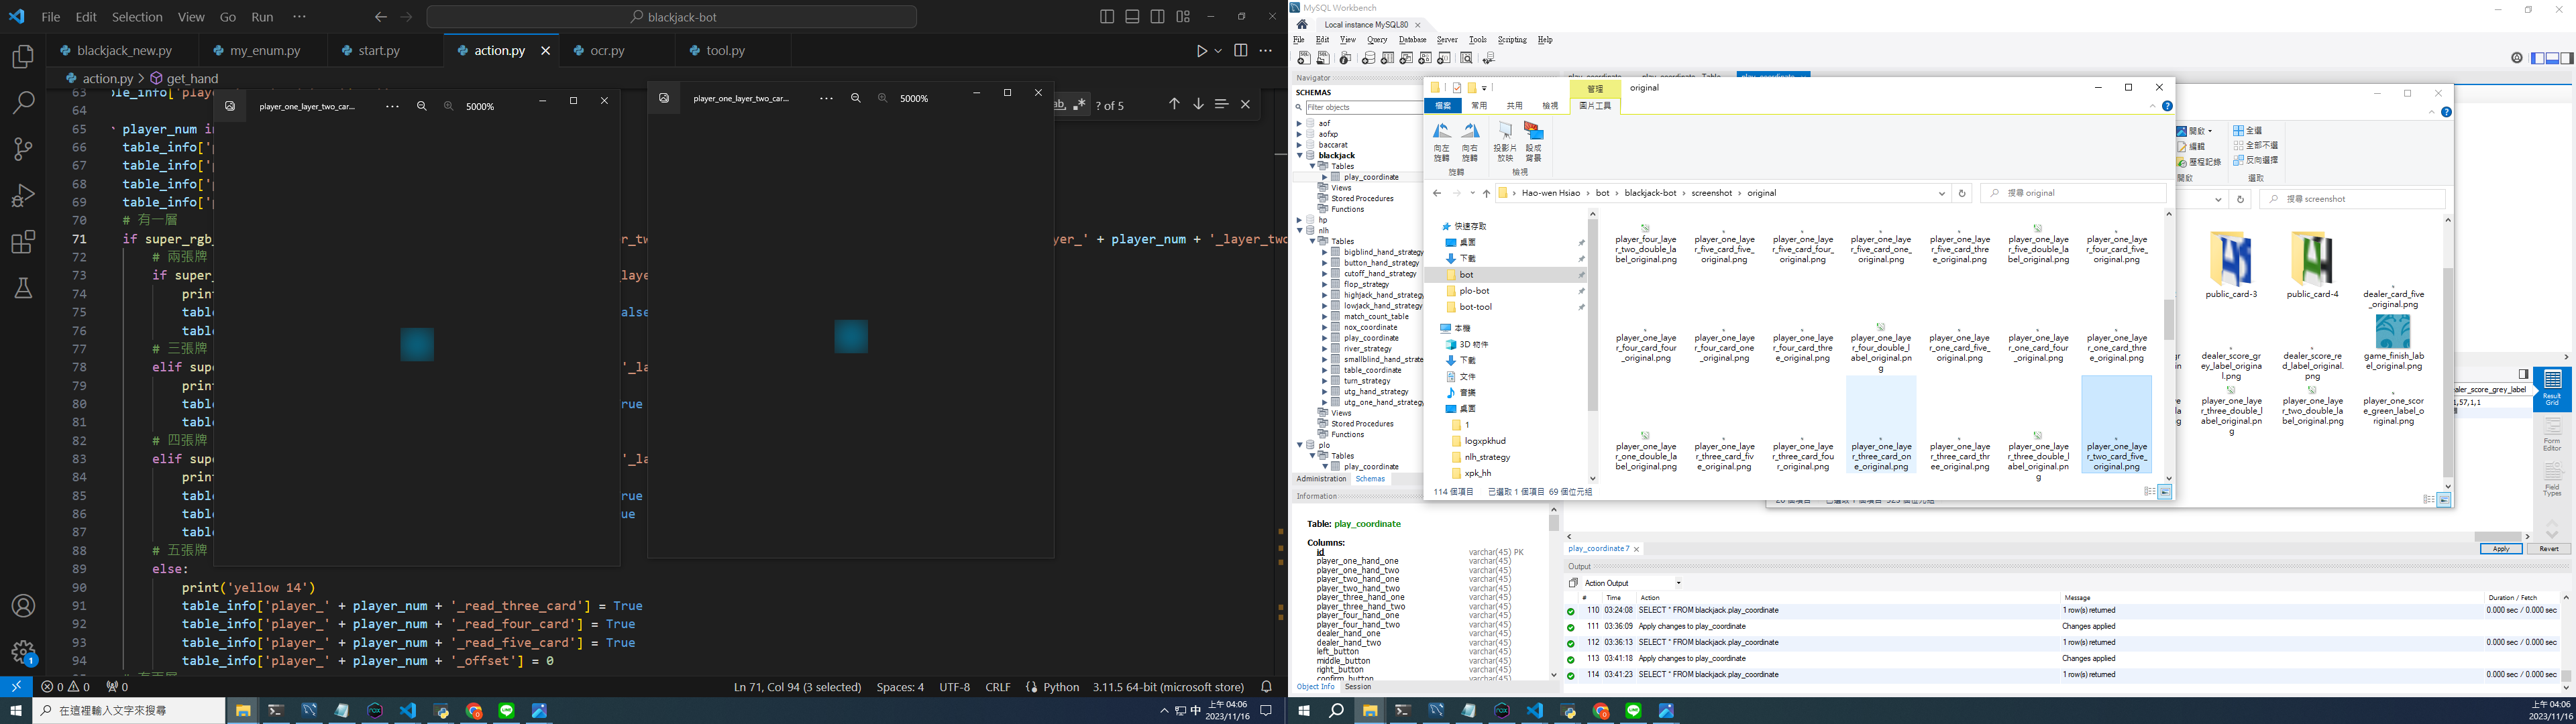 File Edit Selection View Go Run ··· blackjack-bot
blackjack_new.py my_enum.py start.py action.py ocr.py tool.py
action.py > get_hand
player_one_layer_two_car... ··· 5000%
player_one_layer_two_car... ··· 5000%
? of 5
63
64
65 player_num in
66 table_info['p
67 table_info['p
68 table_info['p
69 table_info['p
70 # 有一層
71 if super_rgb_ er_' + player_num + '_layer_two
72 # 兩張牌
73 if super_ _laye
74 print
75 table alse
76 table
77 # 三張牌
78 elif supe '_la
79 print
80 table rue
81 table
82 # 四張牌
83 elif supe '_la
84 print
85 table rue
86 table ue
87 table
88 # 五張牌
89 else:
90 print('yellow 14')
91 table_info['player_' + player_num + '_read_three_card'] = True
92 table_info['player_' + player_num + '_read_four_card'] = True
93 table_info['player_' + player_num + '_read_five_card'] = True
94 table_info['player_' + player_num + '_offset'] = 0
0 0 0 Ln 71, Col 94 (3 selected) Spaces: 4 UTF-8 CRLF Python 3.11.5 64-bit (microsoft store)
在這裡輸入文字來搜尋
中 上午 04:06
2023/11/16
MySQL Workbench
Local instance MySQL80
File Edit View Query Database Server Tools Scripting Help
Navigator
SCHEMAS
Filter objects
aof
aofxp
baccarat
blackjack
Tables
play_coordinate
Views
Stored Procedures
Functions
hp
nlh
Tables
bigblind_hand_strategy
button_hand_strategy
cutoff_hand_strategy
flop_strategy
highjack_hand_strategy
lowjack_hand_strategy
match_count_table
nox_coordinate
play_coordinate
river_strategy
smallblind_hand_strate
table_coordinate
turn_strategy
utg_hand_strategy
utg_one_hand_strategy
Views
Stored Procedures
Functions
plo
Tables
play_coordinate
Administration Schemas
Information
Table: play_coordinate
Columns:
id varchar(45) PK
player_one_hand_one varchar(45)
player_one_hand_two varchar(45)
player_two_hand_one varchar(45)
player_two_hand_two varchar(45)
player_three_hand_one varchar(45)
player_three_hand_two varchar(45)
player_four_hand_one varchar(45)
player_four_hand_two varchar(45)
dealer_hand_one varchar(45)
dealer_hand_two varchar(45)
left_button varchar(45)
middle_button varchar(45)
right_button varchar(45)
confirm_button varchar(45)
Object Info Session
管理 original
檔案 常用 共用 檢視 圖片工具
向左旋轉 向右旋轉 投影片放映 設成背景
旋轉 檢視
Hao-wen Hsiao > bot > blackjack-bot > screenshot > original
搜尋 original
快速存取
桌面
下載
bot
plo-bot
bot-tool
本機
3D 物件
下載
文件
音樂
桌面
1
logxpkhud
nlh_strategy
xpk_hh
player_four_layer_two_double_label_original.png
player_one_layer_five_card_five_original.png
player_one_layer_five_card_four_original.png
player_one_layer_five_card_one_original.png
player_one_layer_five_card_three_original.png
player_one_layer_five_double_label_original.png
player_one_layer_four_card_five_original.png
player_one_layer_four_card_four_original.png
player_one_layer_four_card_one_original.png
player_one_layer_four_card_three_original.png
player_one_layer_four_double_label_original.png
player_one_layer_one_card_five_original.png
player_one_layer_one_card_four_original.png
player_one_layer_one_card_three_original.png
player_one_layer_one_double_label_original.png
player_one_layer_three_card_five_original.png
player_one_layer_three_card_four_original.png
player_one_layer_three_card_one_original.png
player_one_layer_three_card_three_original.png
player_one_layer_three_double_label_original.png
player_one_layer_two_card_five_original.png
114 個項目 已選取 1 個項目 69 個位元組
開啟
編輯
歷程記錄
開啟
全選
全部不選
反向選擇
選取
搜尋 screenshot
public_card-3
public_card-4
dealer_card_five_original.png
dealer_score_grey_label_original.png
dealer_score_red_label_original.png
game_finish_label_original.png
player_one_layer_three_double_label_original.png
player_one_layer_two_double_label_original.png
player_one_score_green_label_original.png
ealer_score_grey_label
,57,1,1
Result Grid
Form Editor
Field Types
play_coordinate 7
Apply Revert
Output
Action Output
# Time Action Message Duration / Fetch
110 03:24:08 SELECT * FROM blackjack.play_coordinate 1 row(s) returned 0.000 sec / 0.000 sec
111 03:36:09 Apply changes to play_coordinate Changes applied
112 03:36:13 SELECT * FROM blackjack.play_coordinate 1 row(s) returned 0.000 sec / 0.000 sec
113 03:41:18 Apply changes to play_coordinate Changes applied
114 03:41:23 SELECT * FROM blackjack.play_coordinate 1 row(s) returned 0.000 sec / 0.000 sec
上午 04:06
2023/11/16